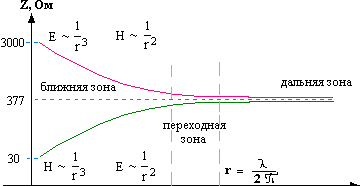 Z, Ом
E ~ 1/r³ H ~ 1/r²
3000
ближняя зона
дальняя зона
377
переходная
зона
30
H ~ 1/r³ E ~ 1/r²
r = λ/2π